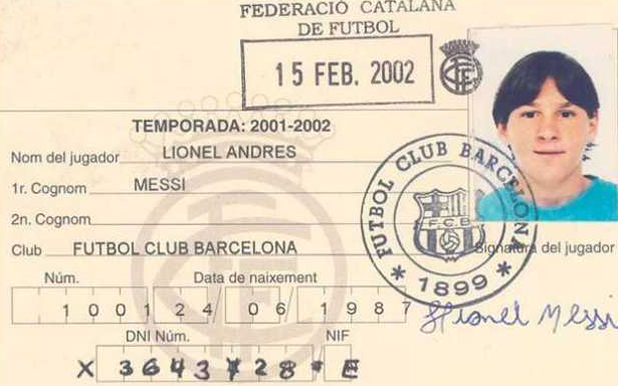 FEDERACIÓ CATALANA
DE FUTBOL
15 FEB. 2002
TEMPORADA: 2001-2002
Nom del jugador LIONEL ANDRES
1r. Cognom MESSI
2n. Cognom
Club FUTBOL CLUB BARCELONA
FUTBOL CLUB BARCELONA
F C B
* 1899 *
Signatura del jugador
Núm. Data de naixement
1 0 0 1 2 4 0 6 1 9 8 7
Lionel Messi
DNI Núm. NIF